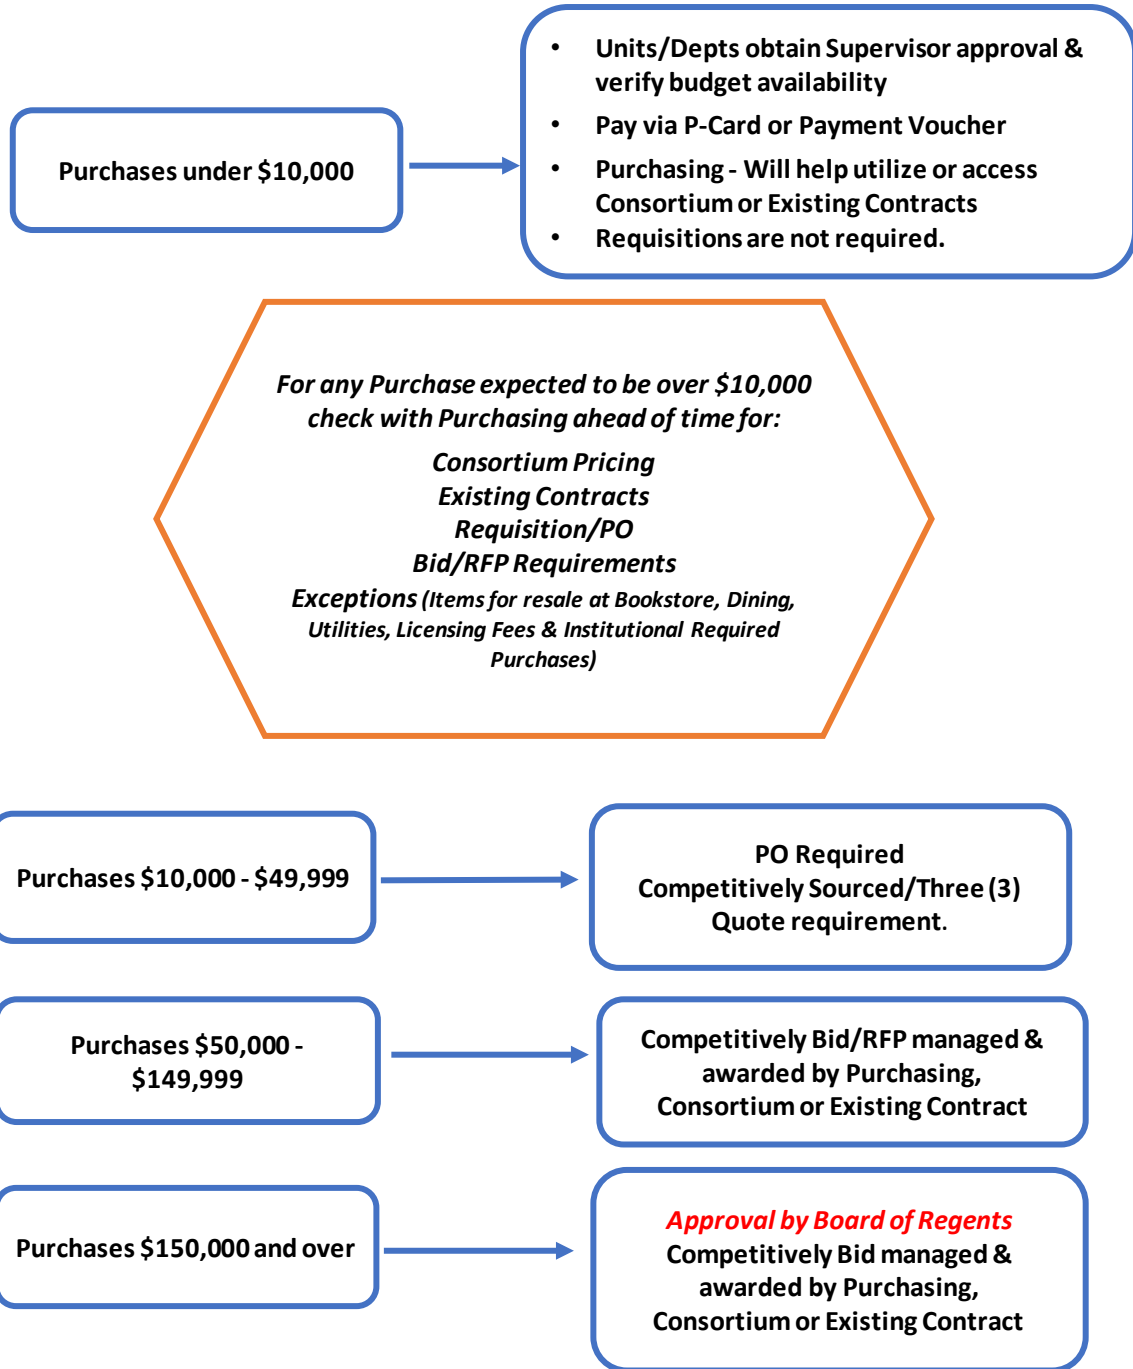 Purchases under $10,000
• Units/Depts obtain Supervisor approval &
verify budget availability
• Pay via P-Card or Payment Voucher
• Purchasing - Will help utilize or access
Consortium or Existing Contracts
• Requisitions are not required.
For any Purchase expected to be over $10,000
check with Purchasing ahead of time for:
Consortium Pricing
Existing Contracts
Requisition/PO
Bid/RFP Requirements
Exceptions (Items for resale at Bookstore, Dining,
Utilities, Licensing Fees & Institutional Required
Purchases)
Purchases $10,000 - $49,999
PO Required
Competitively Sourced/Three (3)
Quote requirement.
Purchases $50,000 -
$149,999
Competitively Bid/RFP managed &
awarded by Purchasing,
Consortium or Existing Contract
Purchases $150,000 and over
Approval by Board of Regents
Competitively Bid managed &
awarded by Purchasing,
Consortium or Existing Contract